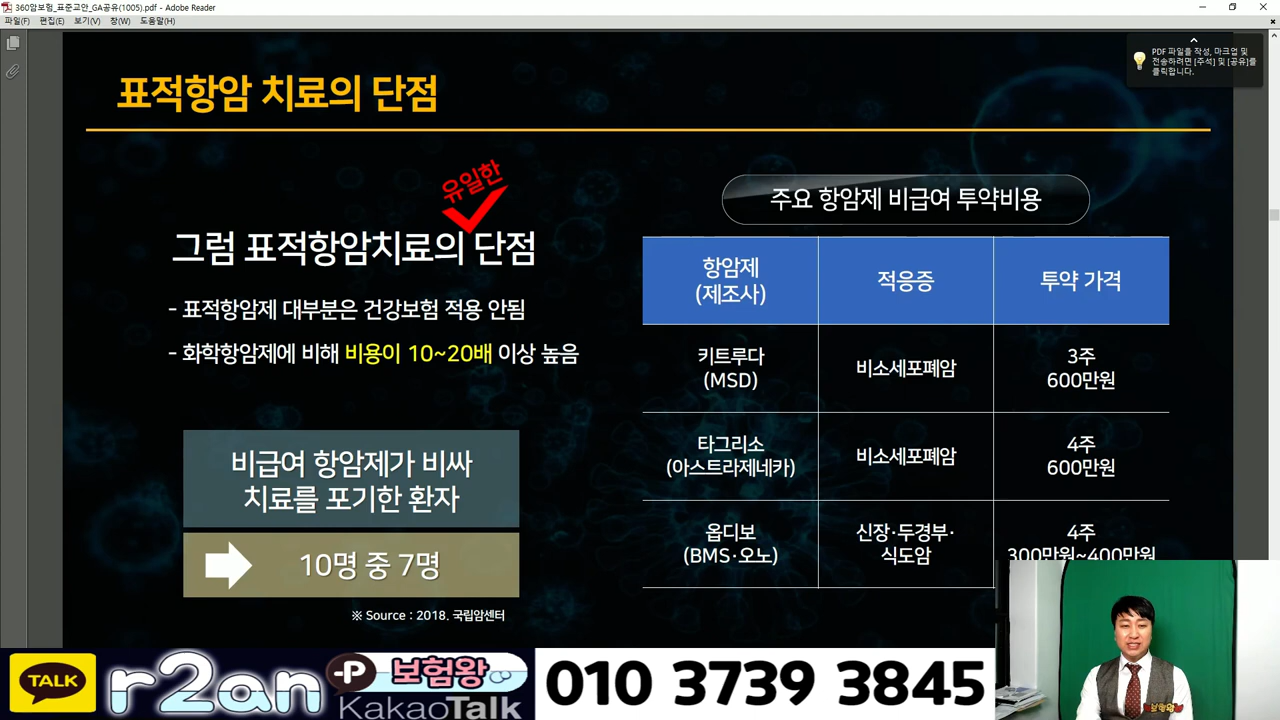 360암보험_표준교안_GA공유(1005).pdf - Adobe Reader
파일(F) 편집(E) 보기(V) 창(W) 도움말(H)
PDF 파일을 작성, 마크업 및
전송하려면 [주석] 및 [공유]를
클릭합니다.
표적항암 치료의 단점
유일한
그럼 표적항암치료의 단점
- 표적항암제 대부분은 건강보험 적용 안됨
- 화학항암제에 비해 비용이 10~20배 이상 높음
비급여 항암제가 비싸
치료를 포기한 환자
10명 중 7명
※ Source : 2018. 국립암센터
주요 항암제 비급여 투약비용
항암제
(제조사)
적응증
투약 가격
키트루다
(MSD)
비소세포폐암
3주
600만원
타그리소
(아스트라제네카)
비소세포폐암
4주
600만원
옵디보
(BMS·오노)
신장·두경부·
식도암
4주
300만원~400만원
TALK
r2an
P
보험왕
KakaoTalk
010 3739 3845